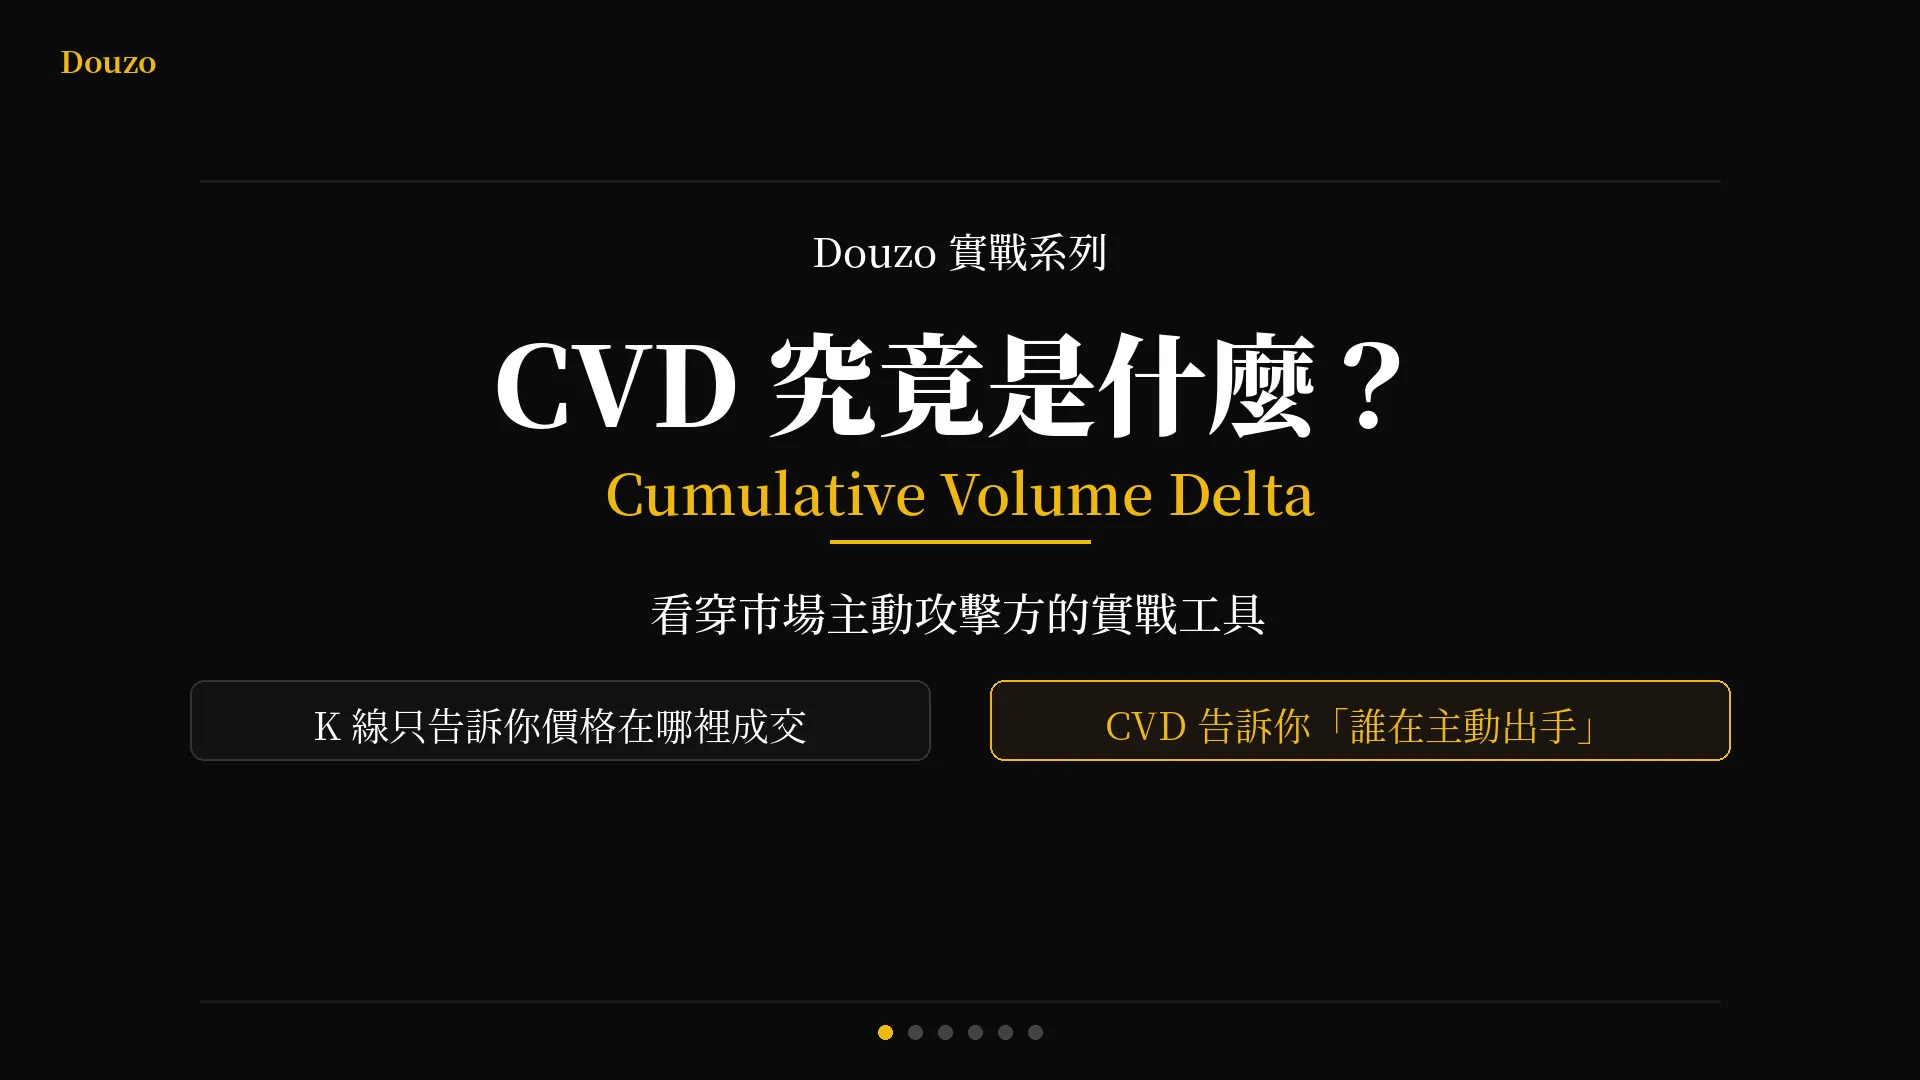 Douzo
Douzo 實戰系列
CVD 究竟是什麼？
Cumulative Volume Delta
看穿市場主動攻擊方的實戰工具
K 線只告訴你價格在哪裡成交
CVD 告訴你「誰在主動出手」